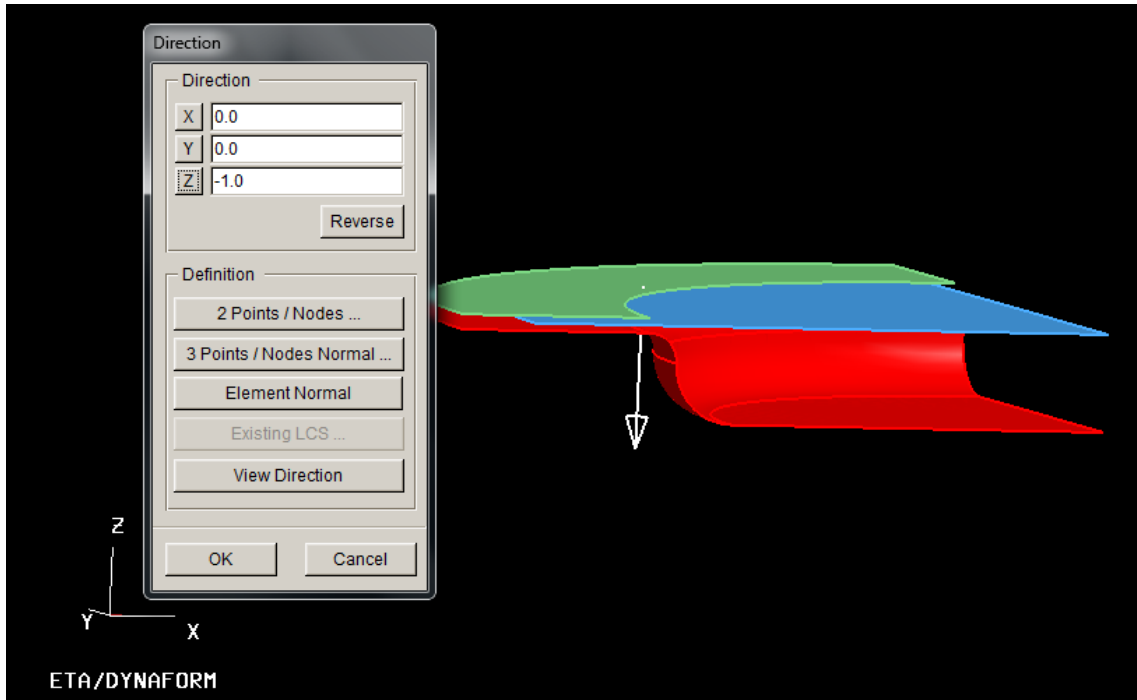 Direction
Direction
X 0.0
Y 0.0
Z -1.0
Reverse
Definition
2 Points / Nodes ...
3 Points / Nodes Normal ...
Element Normal
Existing LCS ...
View Direction
OK Cancel
Z
Y X
ETA/DYNAFORM